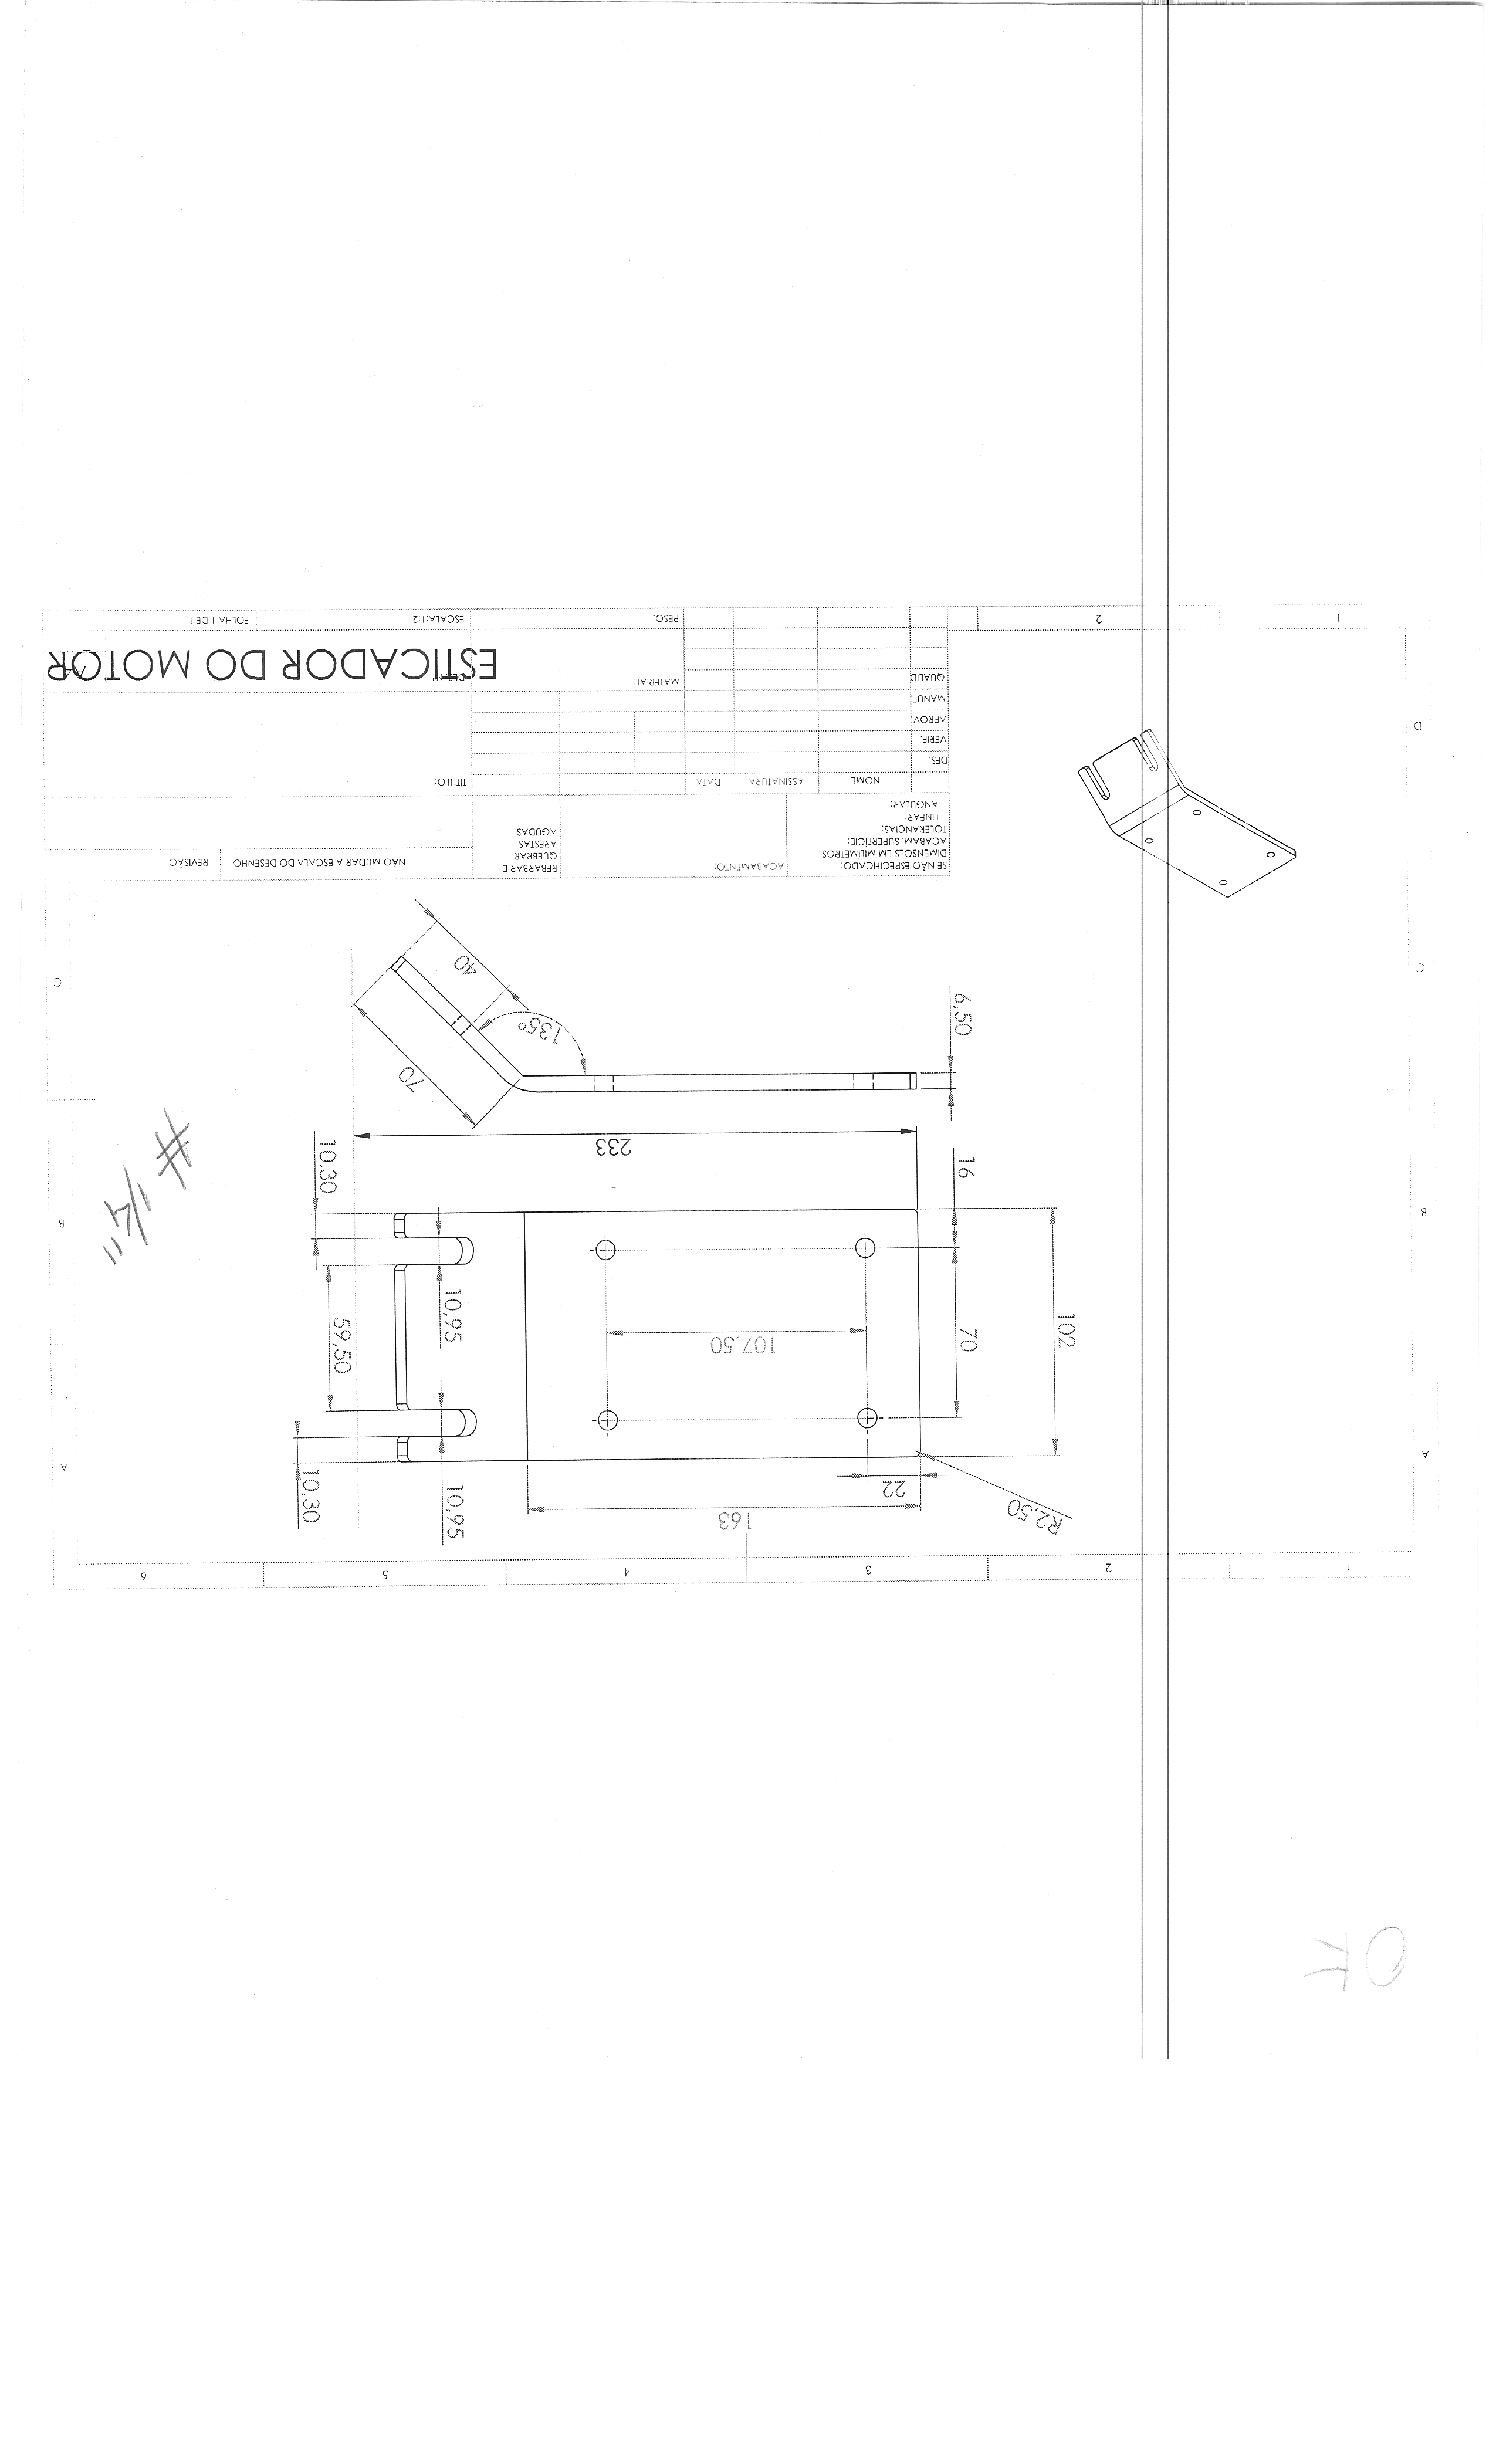 1
2
3
4
5
6
A
B
C
D
A
B
C
R2,50
163
22
102
70
16
107,50
10,95
10,95
10,30
59,50
10,30
233
6,50
135°
70
40
# 1/4"
SE NÃO ESPECIFICADO:
DIMENSÕES EM MILÍMETROS
ACABAM. SUPERFÍCIE:
TOLERÂNCIAS:
LINEAR:
ANGULAR:
ACABAMENTO:
REBARBAR E
QUEBRAR
ARESTAS
AGUDAS
NÃO MUDAR A ESCALA DO DESENHO
REVISÃO
NOME
ASSINATURA
DATA
TÍTULO:
DES.
VERIF.
APROV.
MANUF.
QUALID
MATERIAL:
ESTICADOR DO MOTOR
PESO:
ESCALA:1:2
FOLHA 1 DE 1
1
2
OK